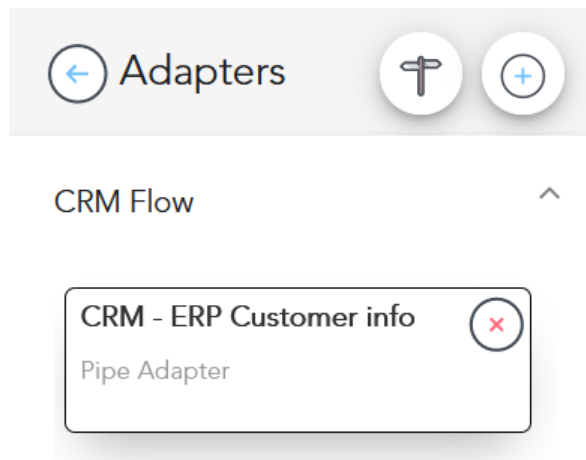 Adapters
CRM Flow
CRM - ERP Customer info
Pipe Adapter